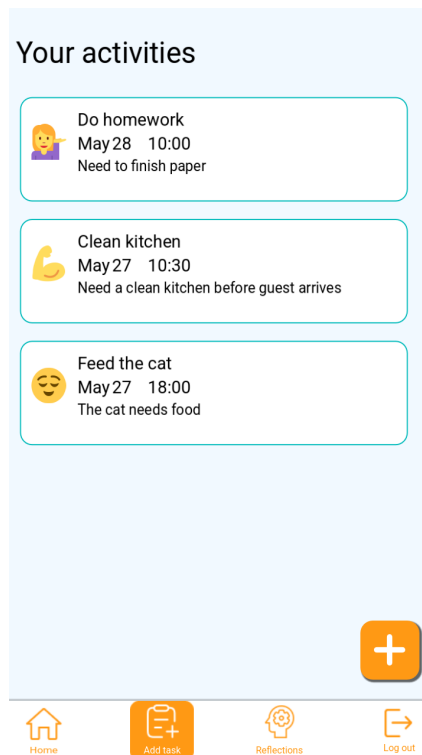 Your activities
Do homework
May 28 10:00
Need to finish paper
Clean kitchen
May 27 10:30
Need a clean kitchen before guest arrives
Feed the cat
May 27 18:00
The cat needs food
Home
Add task
Reflections
Log out